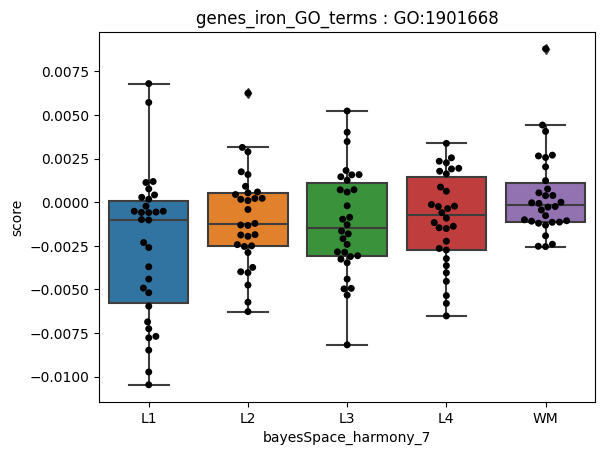 genes_iron_GO_terms : GO:1901668
0.0075
0.0050
0.0025
0.0000
−0.0025
−0.0050
−0.0075
−0.0100
score
L1 L2 L3 L4 WM
bayesSpace_harmony_7